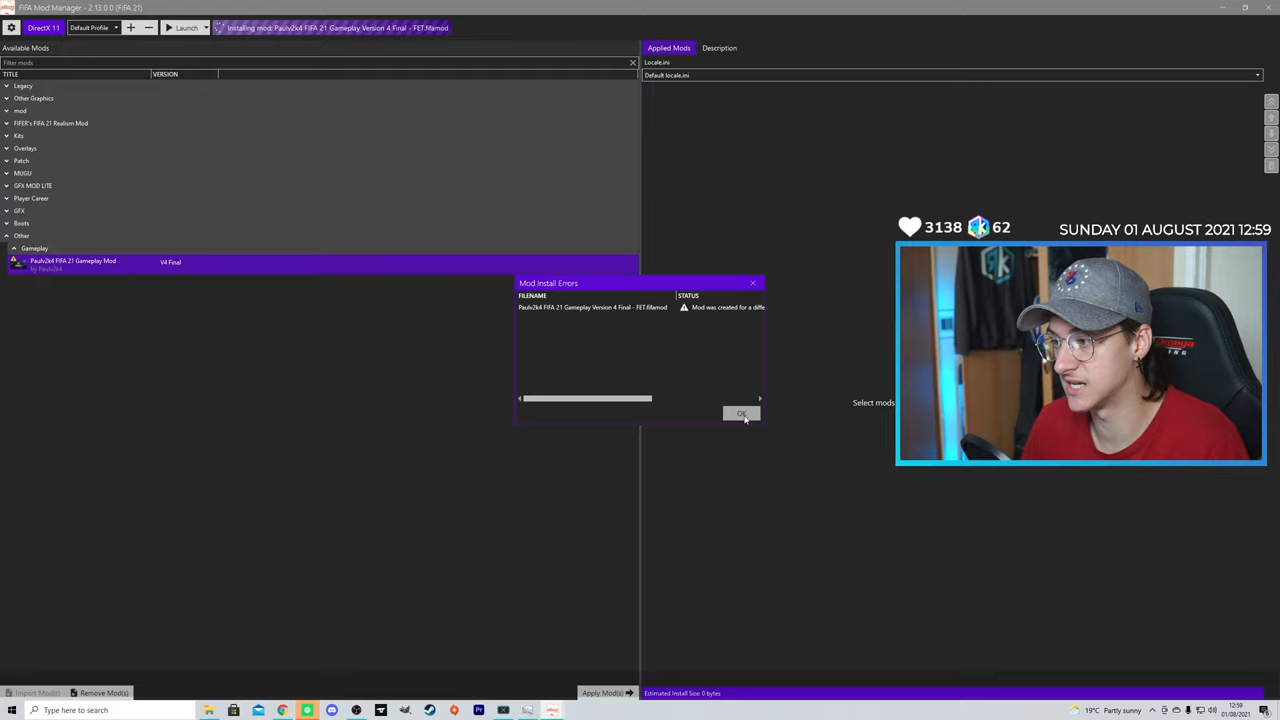 FIFA Mod Manager - 2.13.0.0 (FIFA 21)
DirectX 11
Default Profile
Launch
Installing mod: Paulv2k4 FIFA 21 Gameplay Version 4 Final - FET.fifamod
Available Mods
Filter mods
TITLE VERSION
Legacy
Other Graphics
mod
FIFER's FIFA 21 Realism Mod
Kits
Overlays
Patch
MUGU
GFX MOD LITE
Player Career
GFX
Boots
Other
Gameplay
Paulv2k4 FIFA 21 Gameplay Mod V4 Final
by Paulv2k4
Import Mod(s)
Remove Mod(s)
Apply Mod(s)
Applied Mods Description
Locale.ini
Default locale.ini
Mod Install Errors
FILENAME STATUS
Paulv2k4 FIFA 21 Gameplay Version 4 Final - FET.fifamod Mod was created for a diffe
OK
Select mods
3138 62
SUNDAY 01 AUGUST 2021 12:59
Estimated Install Size: 0 bytes
Type here to search
19°C Partly sunny
12:59
01/08/2021